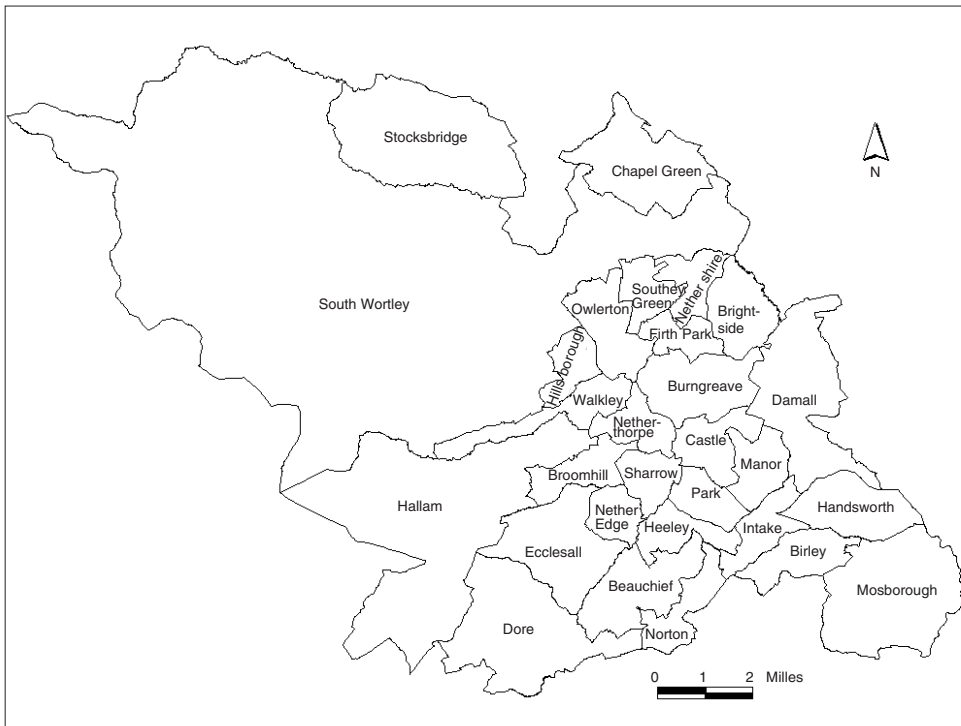 Stocksbridge
Chapel Green
N
South Wortley
Southey
Green
Nether shire
Owlerton
Bright-
side
Firth Park
Hillsborough
Burngreave
Walkley
Damall
Nether-
thorpe
Castle
Manor
Broomhill
Sharrow
Park
Hallam
Handsworth
Nether
Edge
Heeley
Intake
Ecclesall
Birley
Beauchief
Mosborough
Dore
Norton
0 1 2 Milles